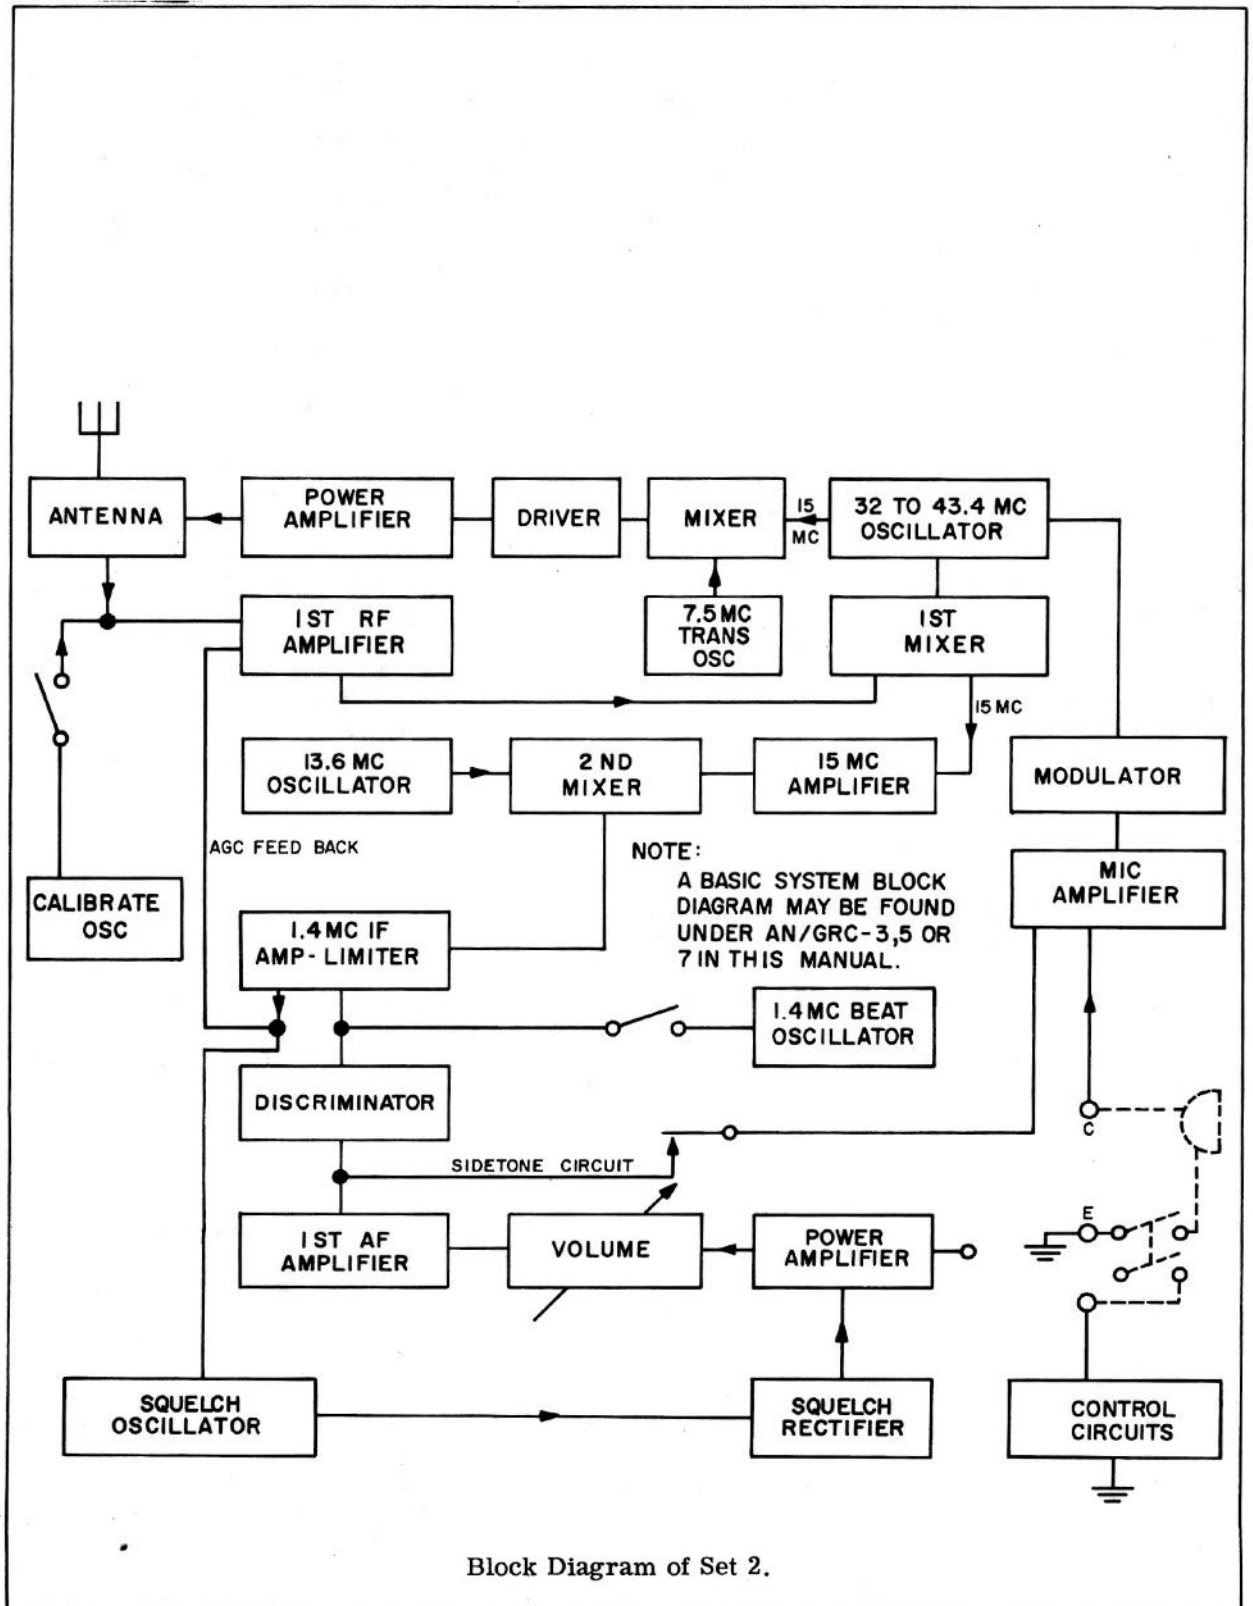 ANTENNA
POWER
AMPLIFIER
DRIVER
MIXER
15
MC
32 TO 43.4 MC
OSCILLATOR
1ST RF
AMPLIFIER
7.5 MC
TRANS
OSC
1ST
MIXER
15 MC
13.6 MC
OSCILLATOR
2 ND
MIXER
15 MC
AMPLIFIER
MODULATOR
AGC FEED BACK
NOTE:
A BASIC SYSTEM BLOCK
DIAGRAM MAY BE FOUND
UNDER AN/GRC-3,5 OR
7 IN THIS MANUAL.
MIC
AMPLIFIER
CALIBRATE
OSC
1.4 MC IF
AMP-LIMITER
1.4 MC BEAT
OSCILLATOR
DISCRIMINATOR
C
SIDETONE CIRCUIT
E
1ST AF
AMPLIFIER
VOLUME
POWER
AMPLIFIER
SQUELCH
OSCILLATOR
SQUELCH
RECTIFIER
CONTROL
CIRCUITS
Block Diagram of Set 2.